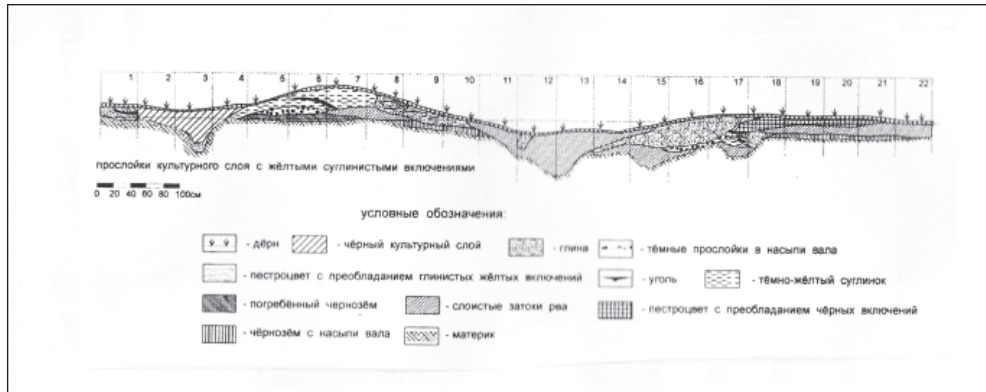 1 2 3 4 5 6 7 8 9 10 11 12 13 14 15 16 17 18 19 20 21 22
прослойки культурного слоя с жёлтыми суглинистыми включениями
0 20 40 60 80 100см
условные обозначения:
- дёрн - чёрный культурный слой - глина - тёмные прослойки в насыпи вала
- пестроцвет с преобладанием глинистых жёлтых включений - уголь - тёмно-жёлтый суглинок
- погребённый чернозём - слоистые затоки рва - пестроцвет с преобладанием чёрных включений
- чёрнозём с насыпи вала - материк